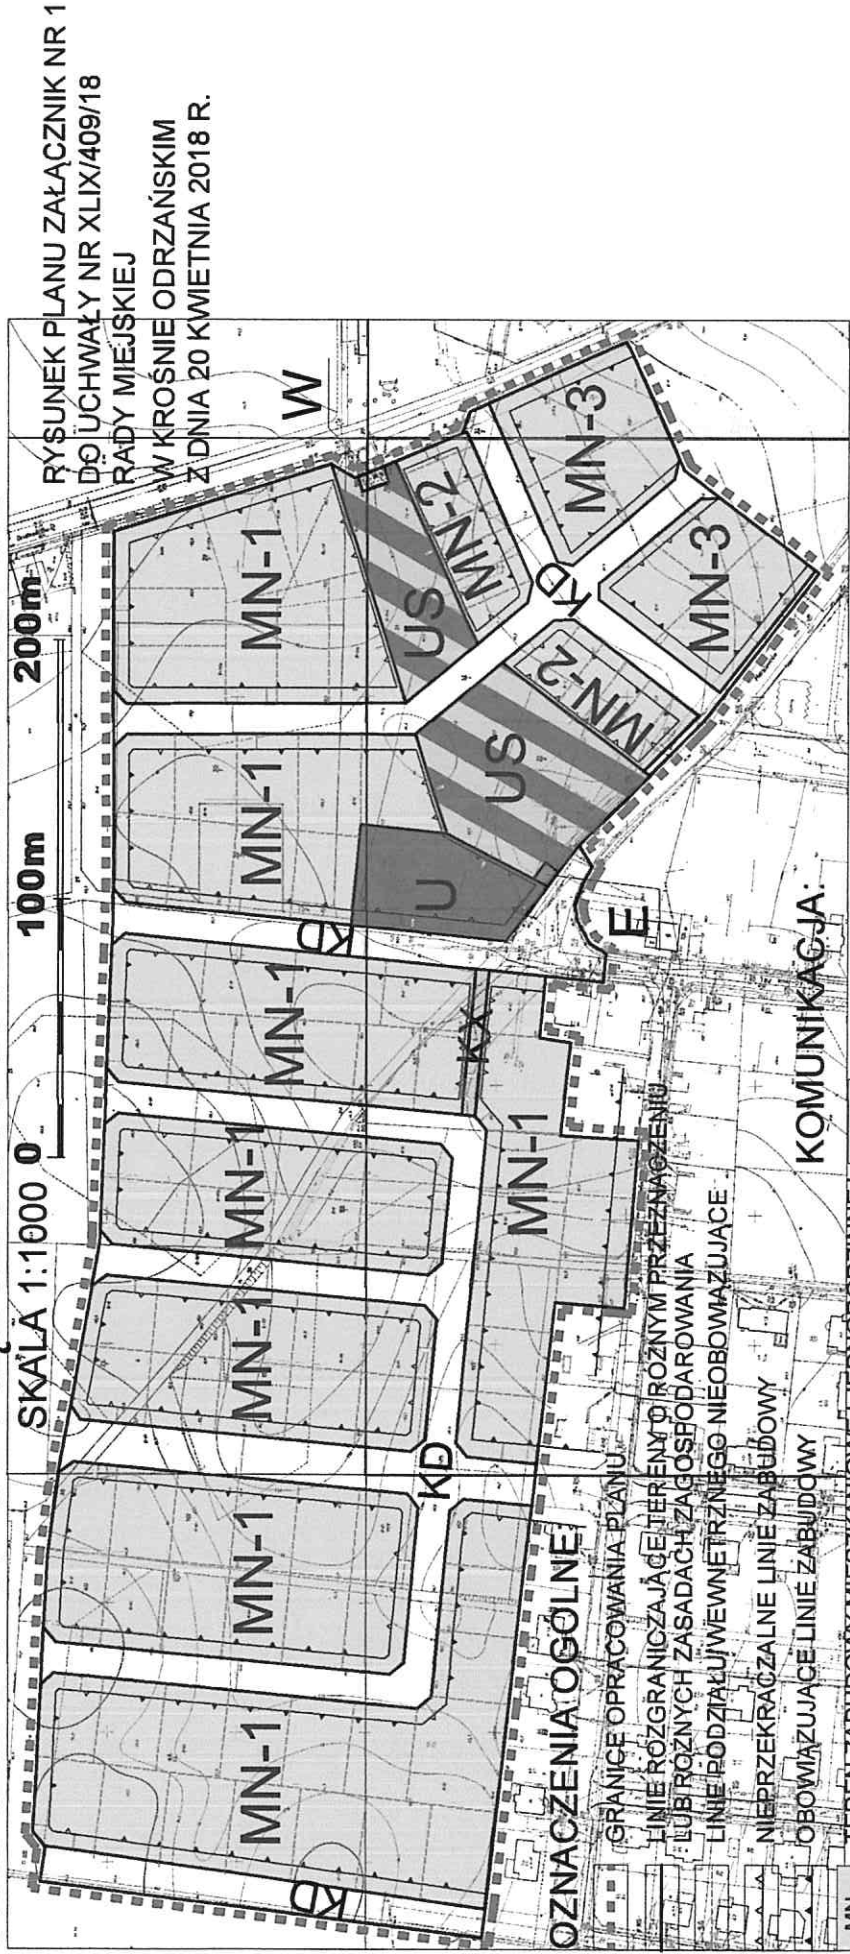 RYSUNEK PLANU ZAŁĄCZNIK NR 1
DO UCHWAŁY NR XLIX/409/18
RADY MIEJSKIEJ
W KROŚNIE ODRZAŃSKIM
Z DNIA 20 KWIETNIA 2018 R.
SKALA 1:1000 0 100m 200m
W
MN-1
MN-1
MN-1
MN-1
MN-1
MN-1
MN-1
MN-1
US
MN-2
MN-3
KD
MN-3
MN-2
US
U
KD
KX
E
KD
KD
OZNACZENIA OGÓLNE:
GRANICE OPRACOWANIA PLANU
LINIE ROZGRANICZAJĄCE TERENY O RÓŻNYM PRZEZNACZENIU
LUB RÓŻNYCH ZASADACH ZAGOSPODAROWANIA
LINIE PODZIAŁU WEWNĘTRZNEGO NIEOBOWIĄZUJĄCE
NIEPRZEKRACZALNE LINIE ZABUDOWY
OBOWIĄZUJĄCE LINIE ZABUDOWY
KOMUNIKACJA:
MN